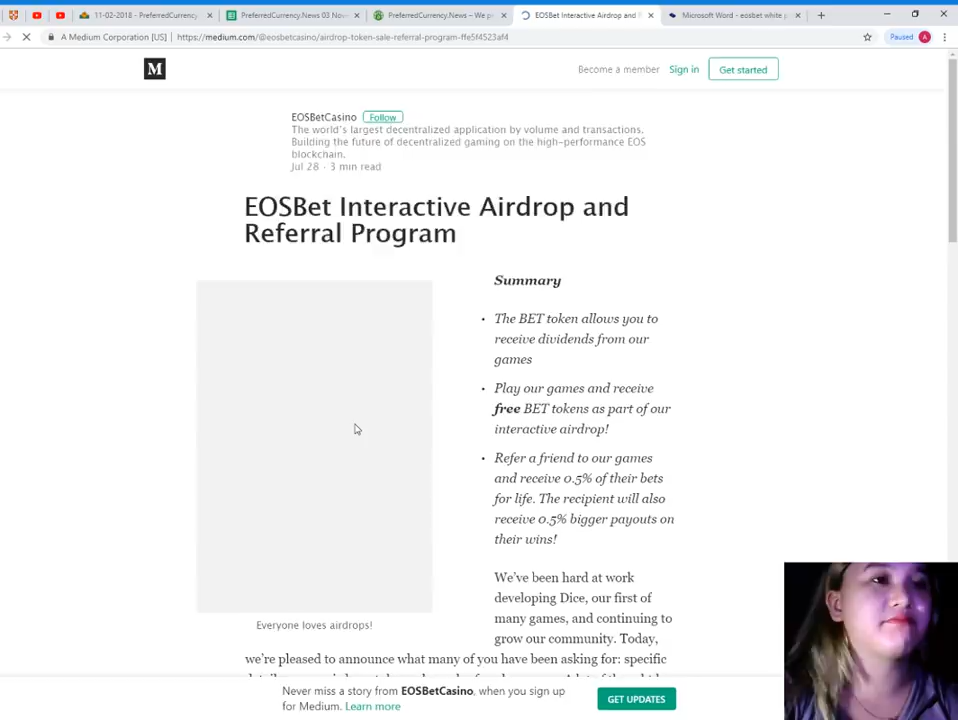 11-02-2018 - PreferredCurrency
PreferredCurrency.News 03 Nov
PreferredCurrency.News – We p
EOSBet Interactive Airdrop and
Microsoft Word - eosbet white p
A Medium Corporation [US] | https://medium.com/@eosbetcasino/airdrop-token-sale-referral-program-ffe5f4523af4
Paused A
M
Become a member Sign in Get started
EOSBetCasino Follow
The world's largest decentralized application by volume and transactions.
Building the future of decentralized gaming on the high-performance EOS
blockchain.
Jul 28 · 3 min read
EOSBet Interactive Airdrop and
Referral Program
Summary
• The BET token allows you to
receive dividends from our
games
• Play our games and receive
free BET tokens as part of our
interactive airdrop!
• Refer a friend to our games
and receive 0.5% of their bets
for life. The recipient will also
receive 0.5% bigger payouts on
their wins!
We've been hard at work
developing Dice, our first of
many games, and continuing to
grow our community. Today,
Everyone loves airdrops!
we're pleased to announce what many of you have been asking for: specific
Never miss a story from EOSBetCasino, when you sign up
for Medium. Learn more
GET UPDATES